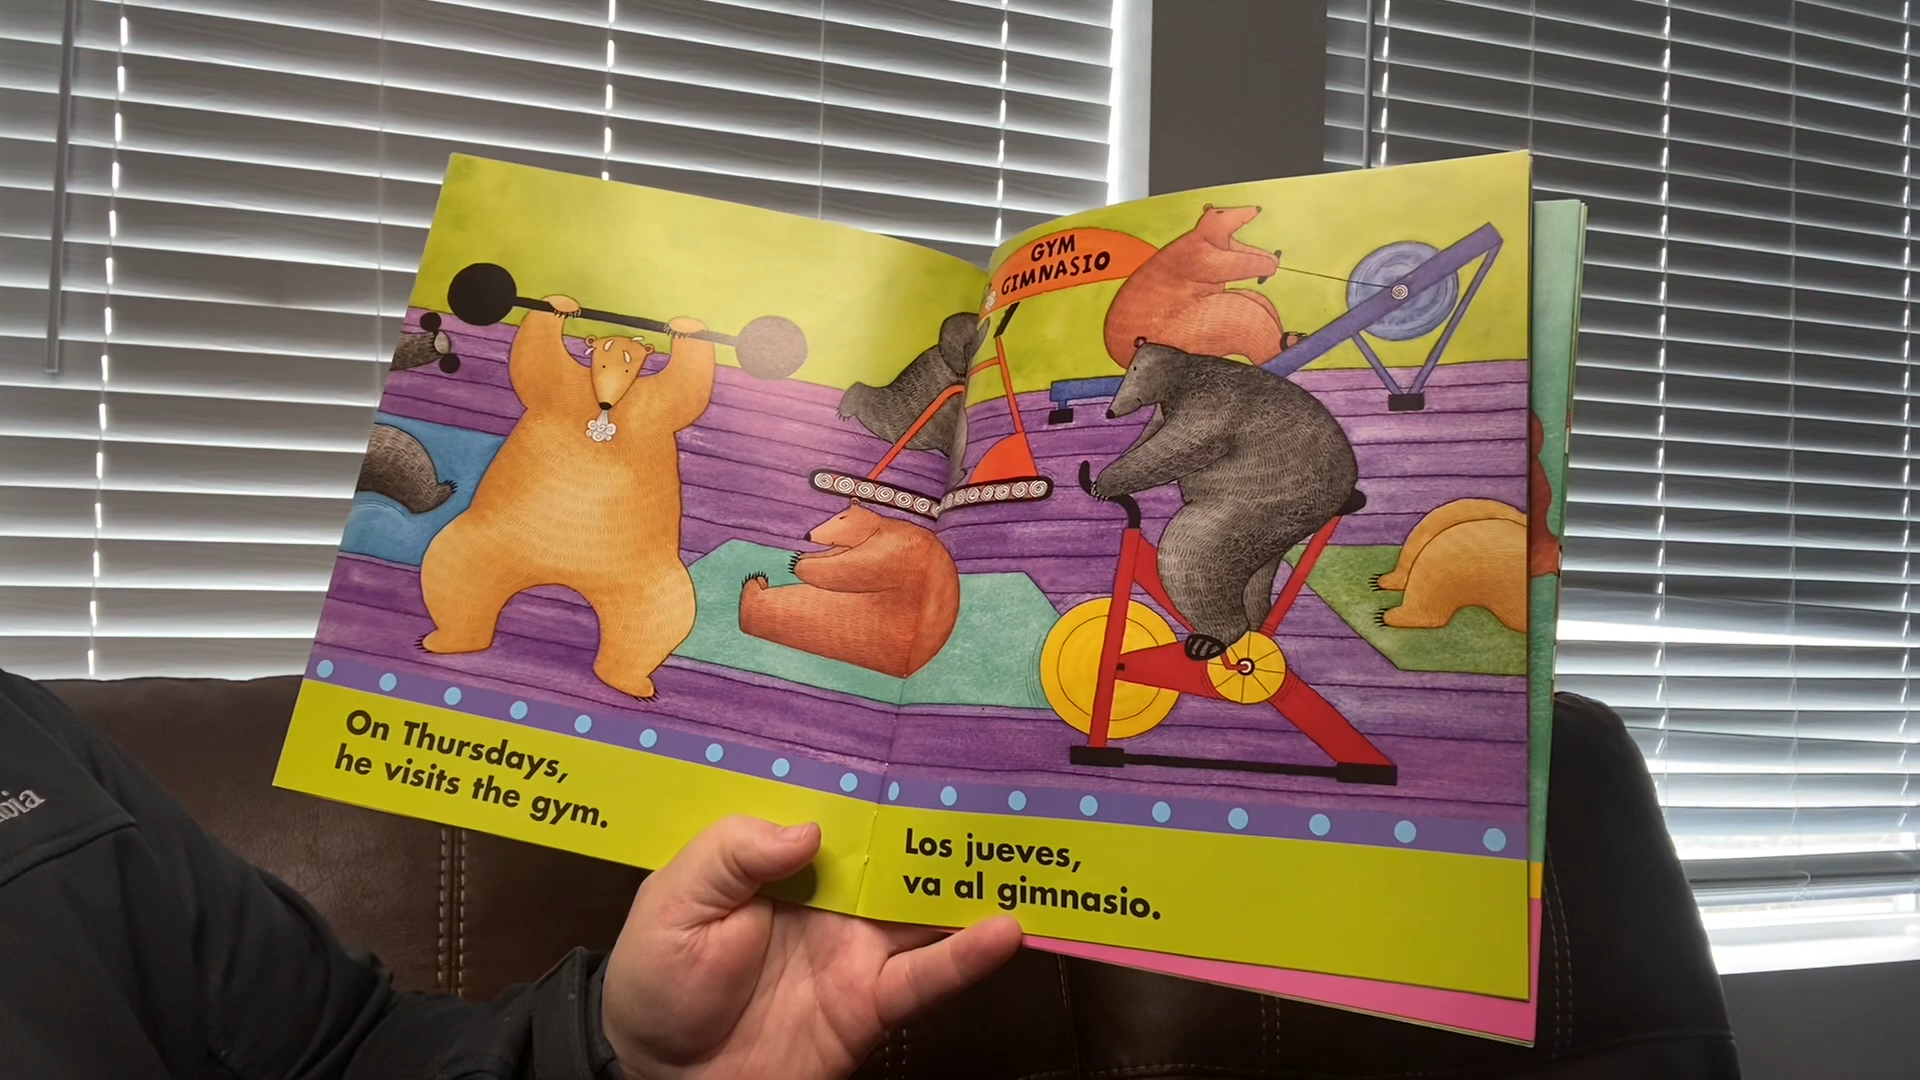 GYM
GIMNASIO
On Thursdays,
he visits the gym.
Los jueves,
va al gimnasio.